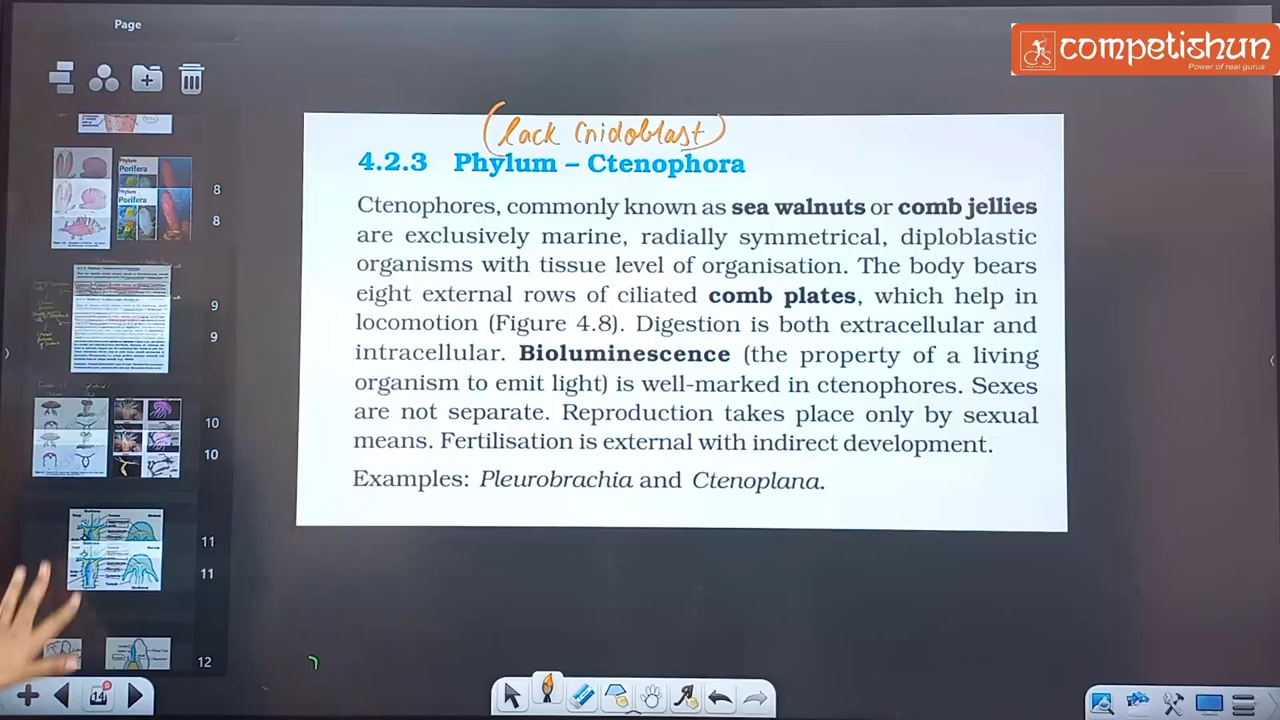 Page
competishun
Power of real gurus
(lack Cnidoblast)
4.2.3 Phylum – Ctenophora
Ctenophores, commonly known as sea walnuts or comb jellies
are exclusively marine, radially symmetrical, diploblastic
organisms with tissue level of organisation. The body bears
eight external rows of ciliated comb plates, which help in
locomotion (Figure 4.8). Digestion is both extracellular and
intracellular. Bioluminescence (the property of a living
organism to emit light) is well-marked in ctenophores. Sexes
are not separate. Reproduction takes place only by sexual
means. Fertilisation is external with indirect development.
Examples: Pleurobrachia and Ctenoplana.
Phylum
Porifera
8
Phylum
Porifera
8
9
9
10
10
11
11
12
14